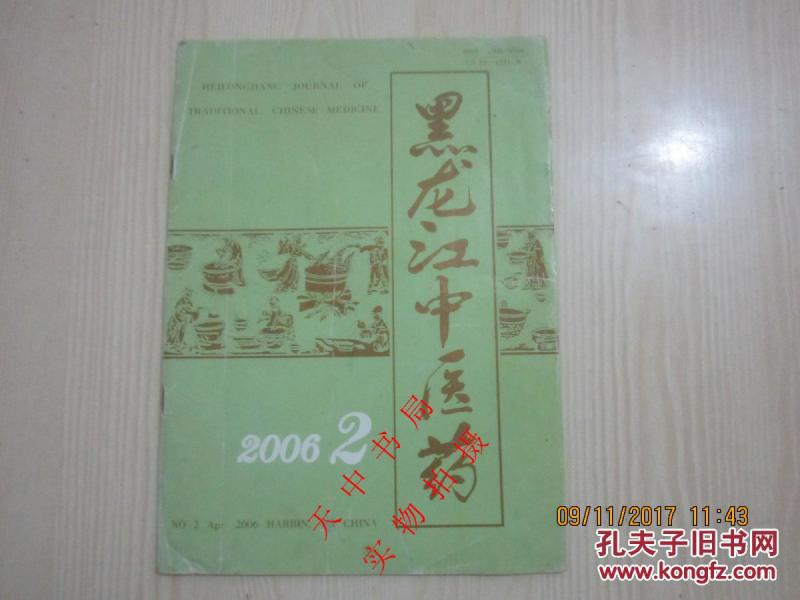 HEILONGJIANG JOURNAL OF
TRADITIONAL CHINESE MEDICINE
黑龙江中医药
2006 2
NO 2 Apr 2006 HARBIN CHINA
天中书局
实物拍摄
09/11/2017 11:43
孔夫子旧书网
www.kongfz.com